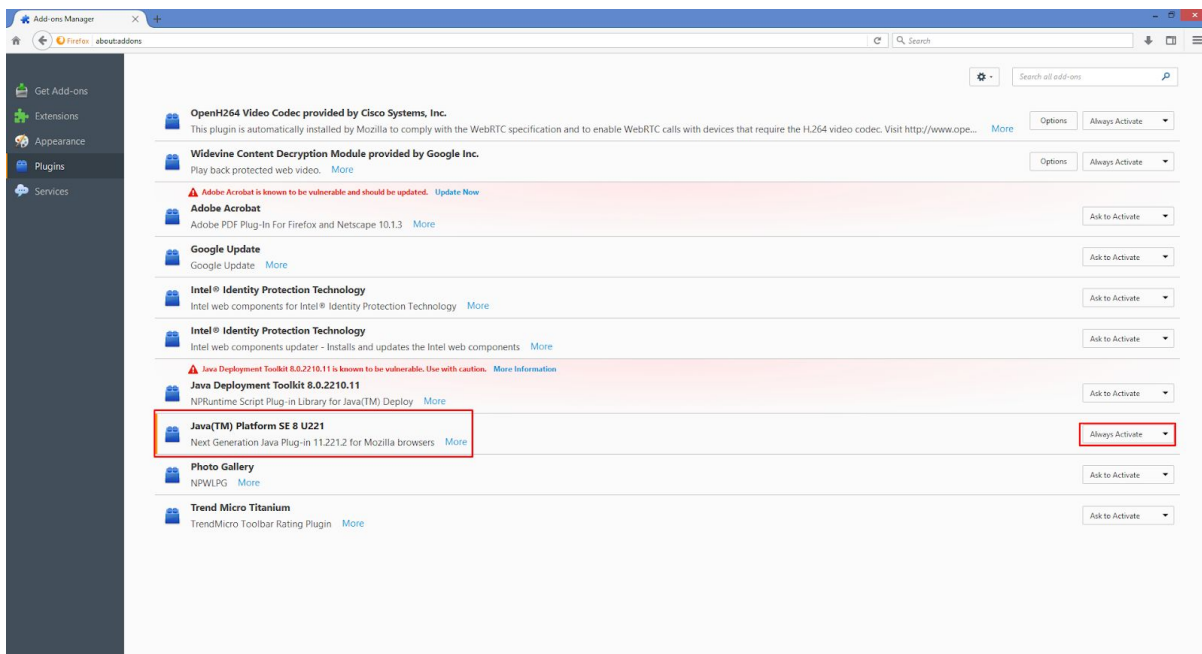 Add-ons Manager
Firefox about:addons
Search
Search all add-ons
Get Add-ons
Extensions
Appearance
Plugins
Services
OpenH264 Video Codec provided by Cisco Systems, Inc.
This plugin is automatically installed by Mozilla to comply with the WebRTC specification and to enable WebRTC calls with devices that require the H.264 video codec. Visit http://www.ope... More
Options Always Activate
Widevine Content Decryption Module provided by Google Inc.
Play back protected web video. More
Options Always Activate
Adobe Acrobat is known to be vulnerable and should be updated. Update Now
Adobe Acrobat
Adobe PDF Plug-In For Firefox and Netscape 10.1.3 More
Ask to Activate
Google Update
Google Update More
Ask to Activate
Intel® Identity Protection Technology
Intel web components for Intel® Identity Protection Technology More
Ask to Activate
Intel® Identity Protection Technology
Intel web components updater - Installs and updates the Intel web components More
Ask to Activate
Java Deployment Toolkit 8.0.2210.11 is known to be vulnerable. Use with caution. More Information
Java Deployment Toolkit 8.0.2210.11
NPRuntime Script Plug-in Library for Java(TM) Deploy More
Ask to Activate
Java(TM) Platform SE 8 U221
Next Generation Java Plug-in 11.221.2 for Mozilla browsers More
Always Activate
Photo Gallery
NPWLPG More
Ask to Activate
Trend Micro Titanium
TrendMicro Toolbar Rating Plugin More
Ask to Activate